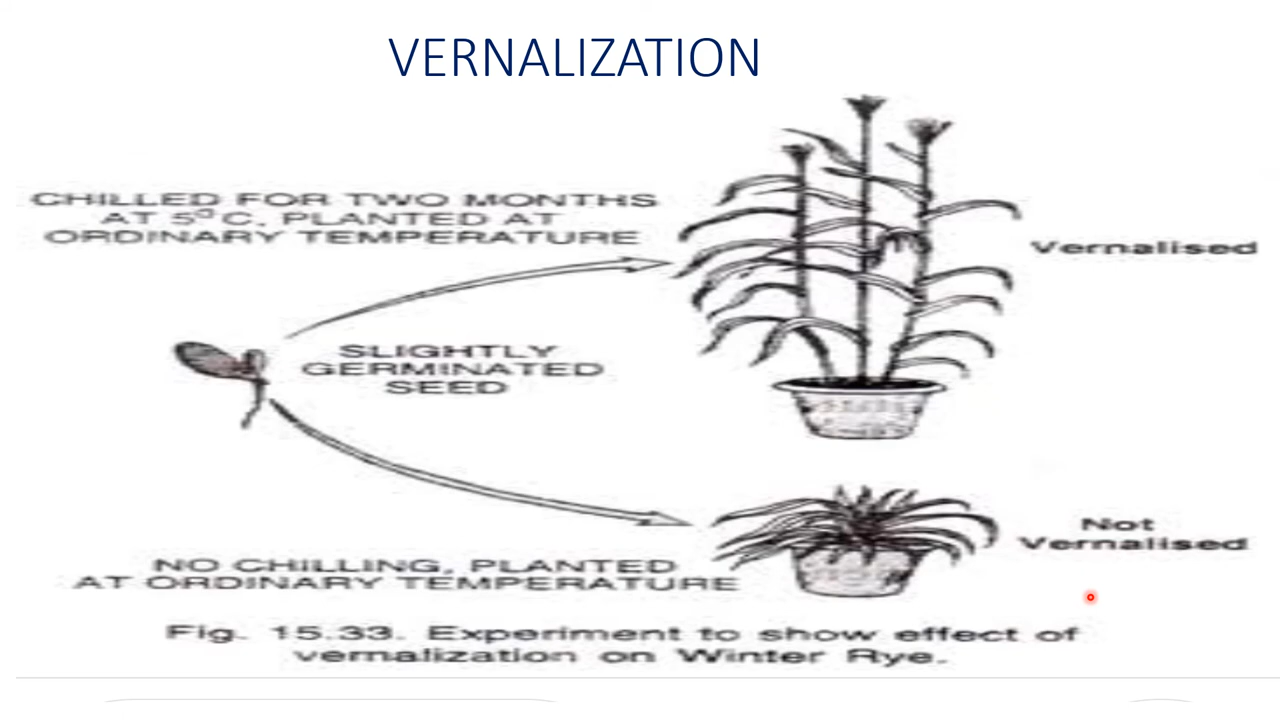 VERNALIZATION
CHILLED FOR TWO MONTHS
AT 5°C, PLANTED AT
ORDINARY TEMPERATURE
Vernalised
SLIGHTLY
GERMINATED
SEED
Not
Vernalised
NO CHILLING, PLANTED
AT ORDINARY TEMPERATURE
Fig. 15.33. Experiment to show effect of
vernalization on Winter Rye.